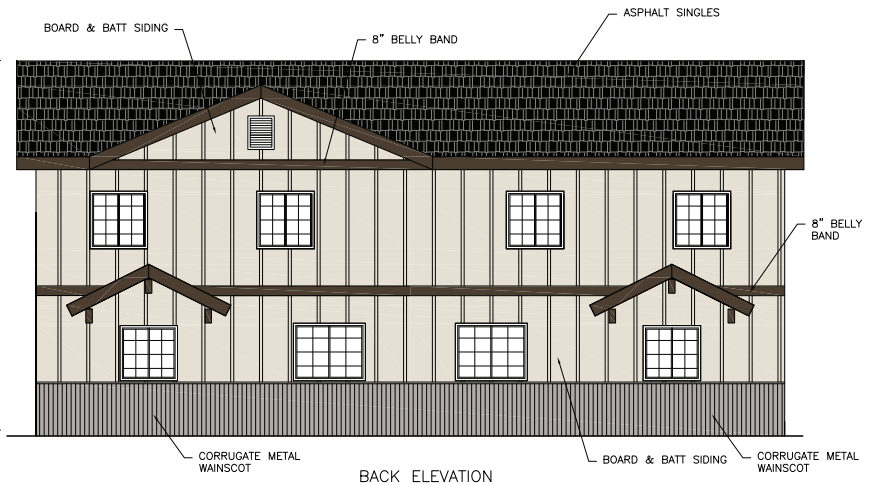 ASPHALT SINGLES
BOARD & BATT SIDING
8" BELLY BAND
8" BELLY
BAND
CORRUGATE METAL
WAINSCOT
BOARD & BATT SIDING
CORRUGATE METAL
WAINSCOT
BACK ELEVATION